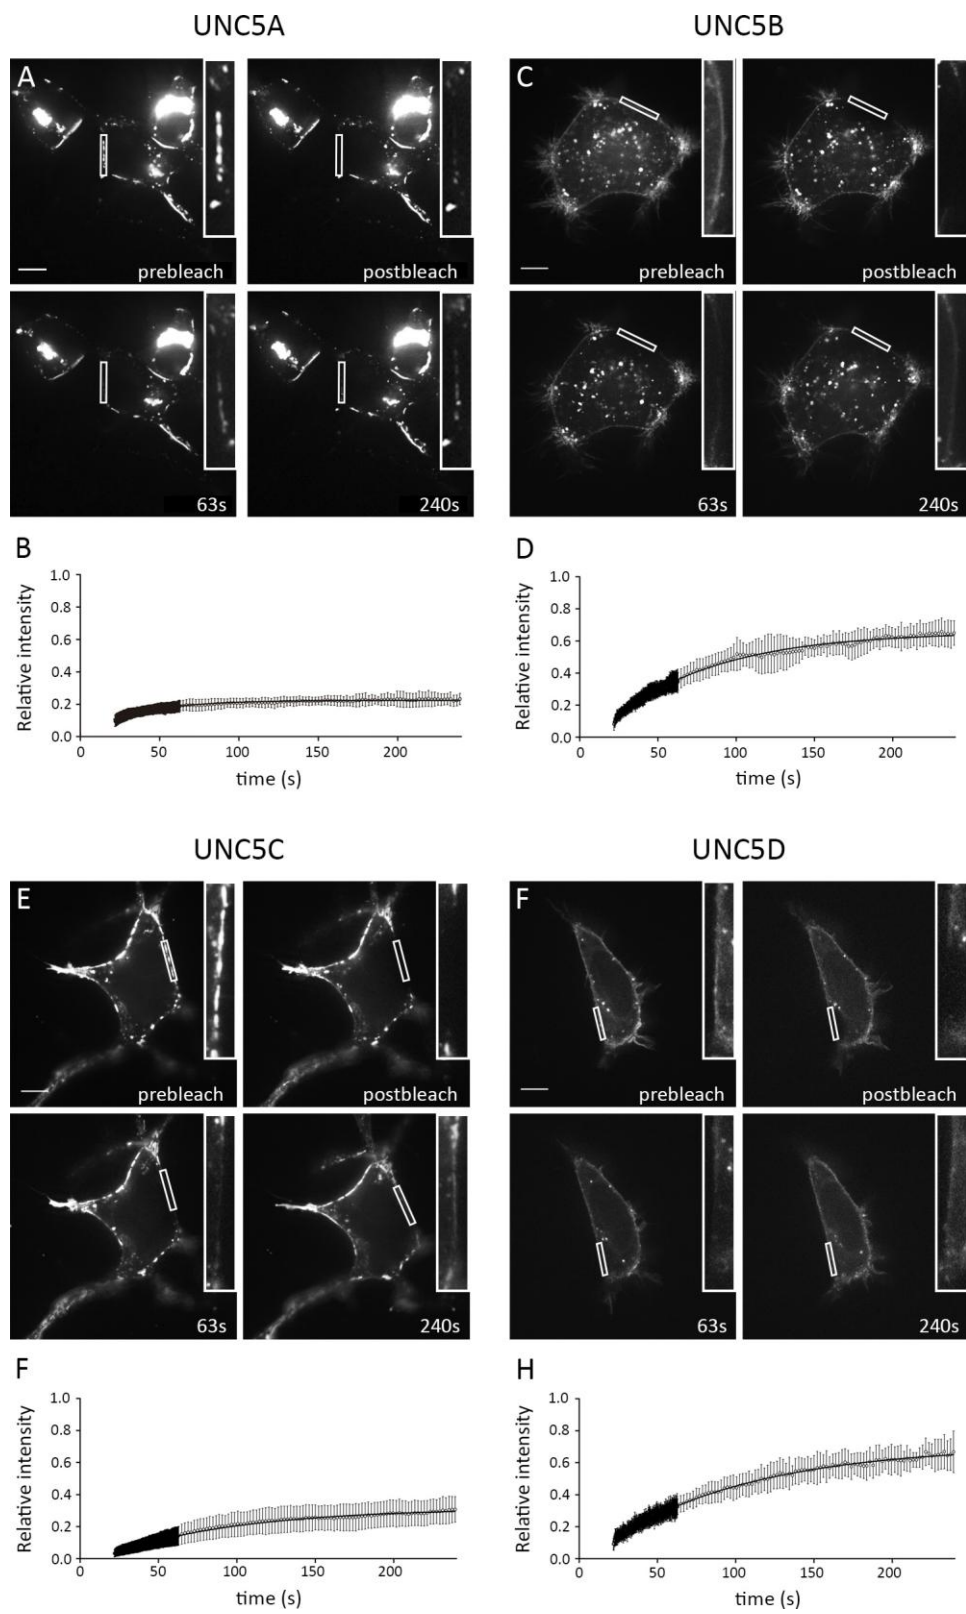 UNC5A
UNC5B
A
prebleach
postbleach
C
prebleach
postbleach
63s
240s
63s
240s
B
1.0
0.8
0.6
0.4
0.2
0.0
Relative intensity
0
50
100
150
200
time (s)
D
1.0
0.8
0.6
0.4
0.2
0.0
Relative intensity
0
50
100
150
200
time (s)
UNC5C
UNC5D
E
prebleach
postbleach
F
prebleach
postbleach
63s
240s
63s
240s
F
1.0
0.8
0.6
0.4
0.2
0.0
Relative intensity
0
50
100
150
200
time (s)
H
1.0
0.8
0.6
0.4
0.2
0.0
Relative intensity
0
50
100
150
200
time (s)